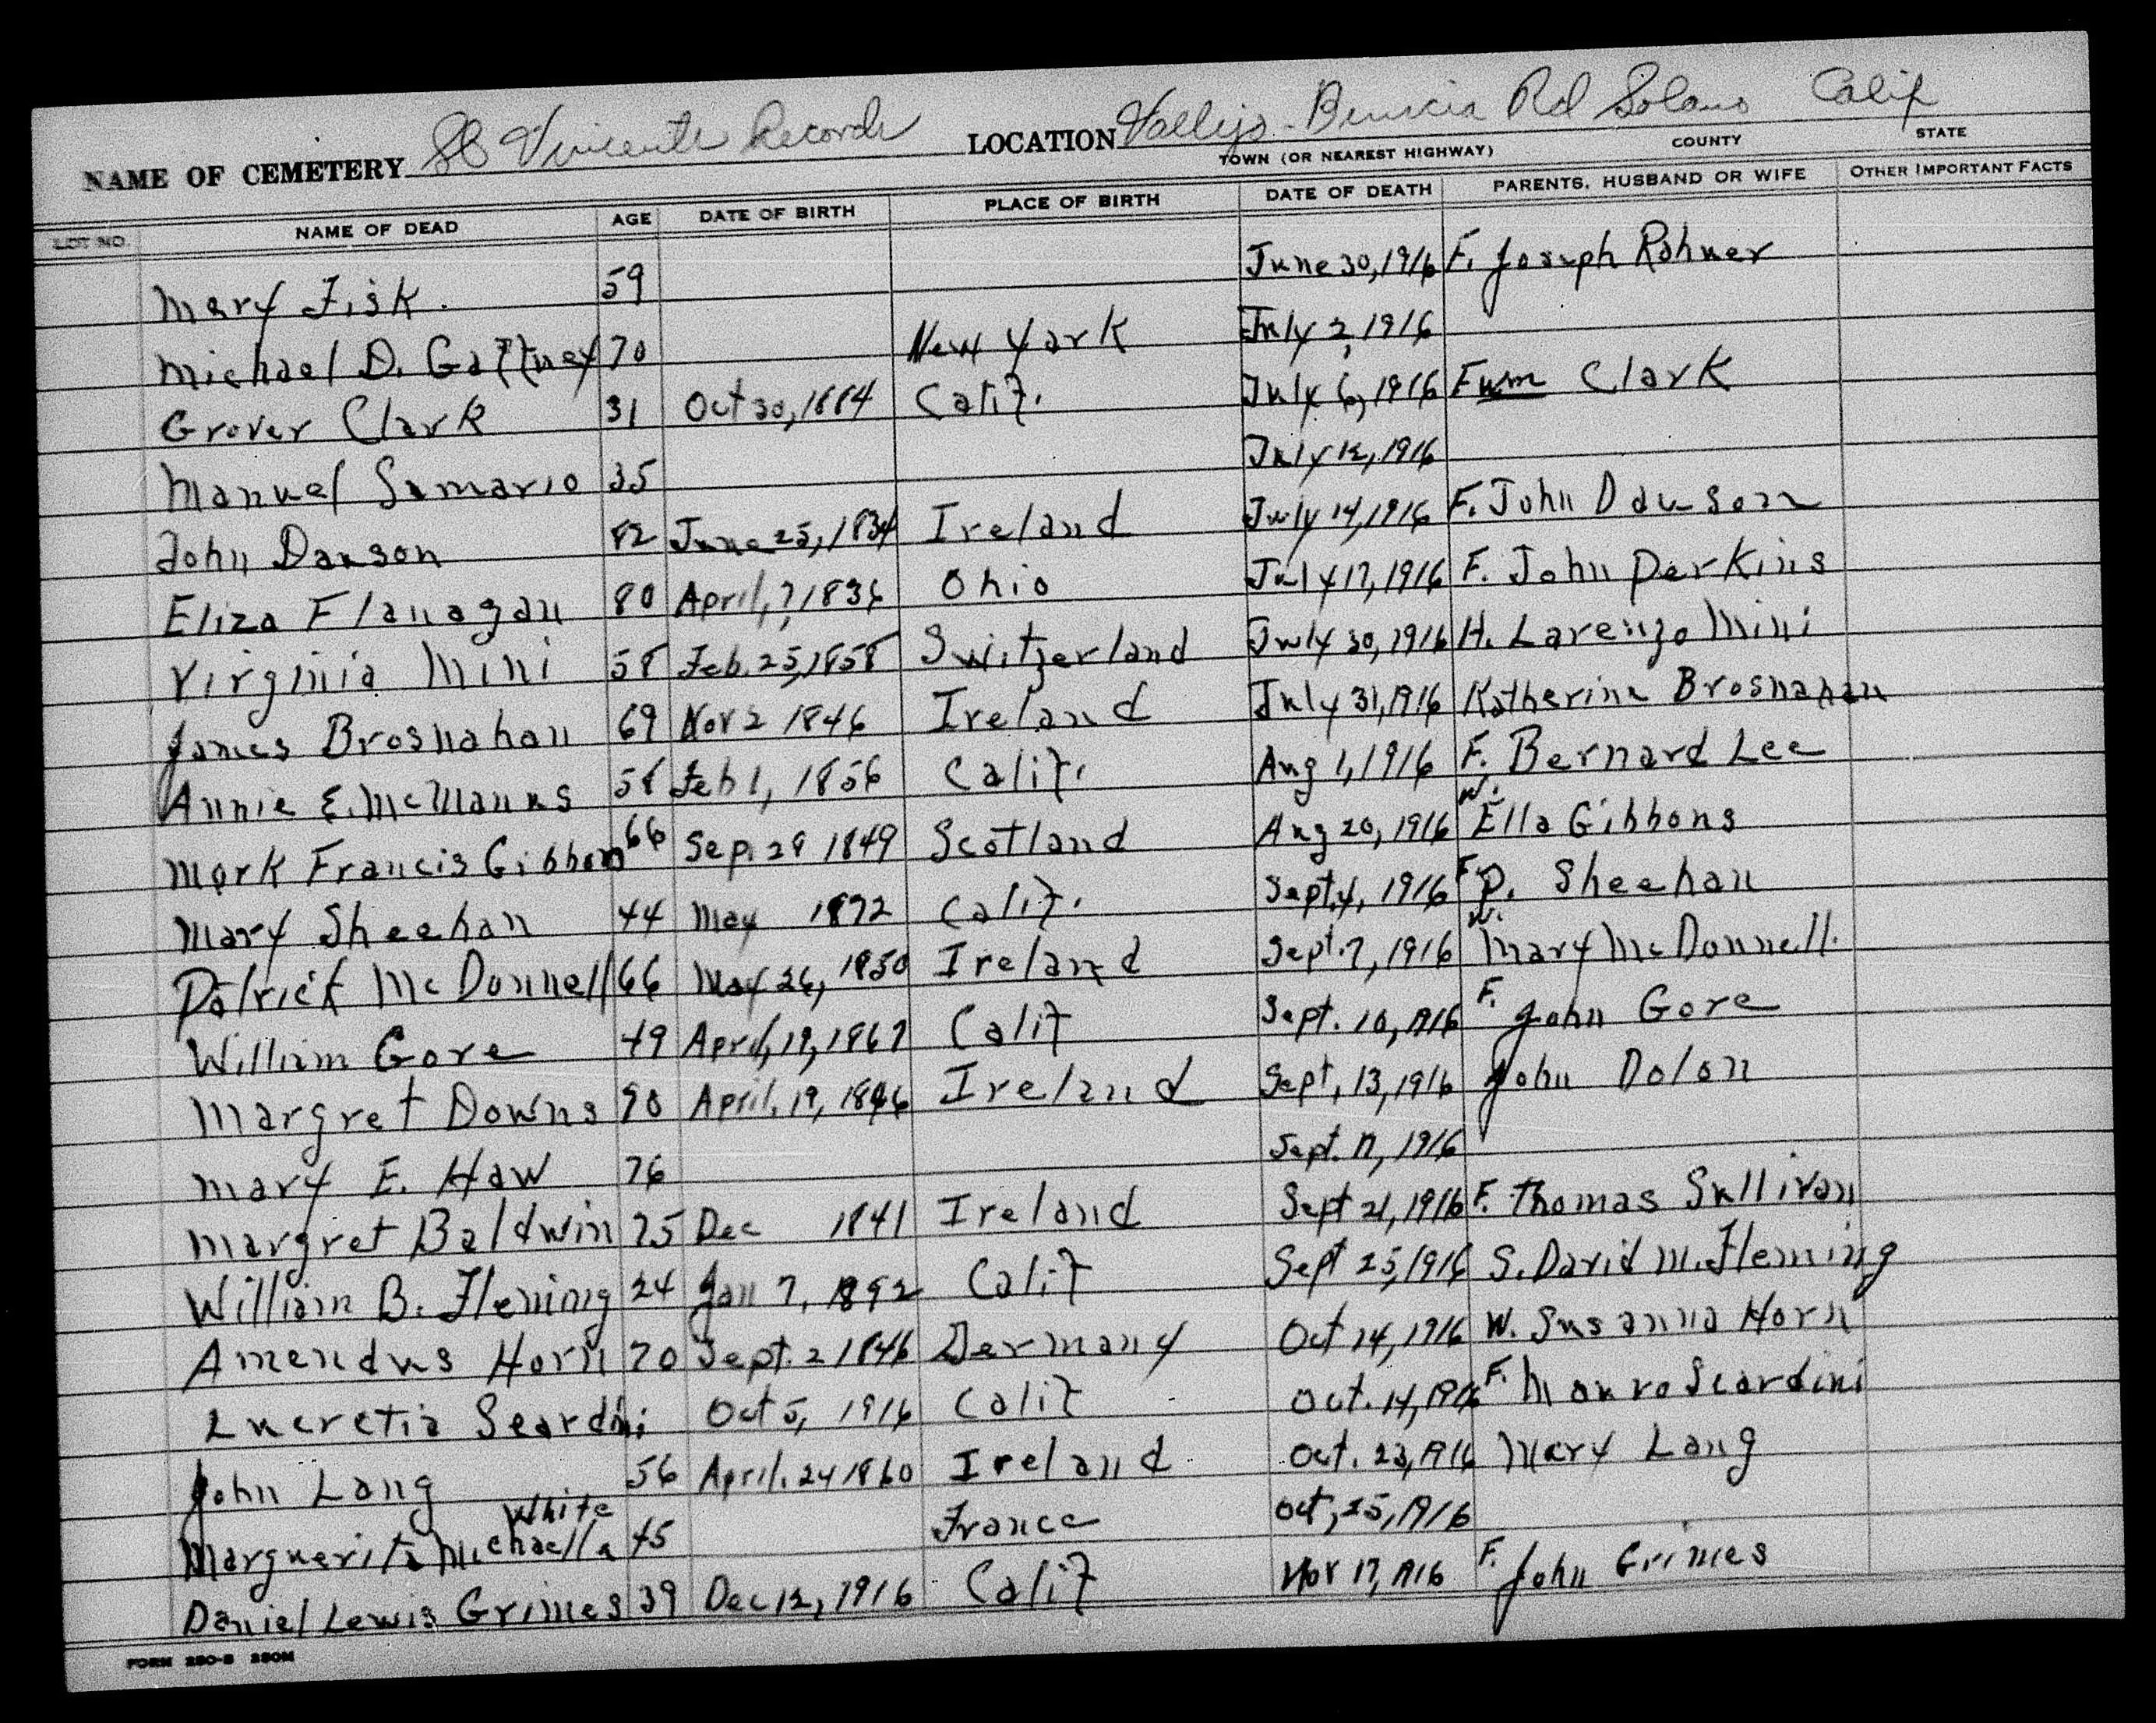 NAME OF CEMETERY St Vincents Records LOCATION Vallejo - Benicia Rd Solano Calif
TOWN (OR NEAREST HIGHWAY) COUNTY STATE
LOT NO. NAME OF DEAD AGE DATE OF BIRTH PLACE OF BIRTH DATE OF DEATH PARENTS, HUSBAND OR WIFE OTHER IMPORTANT FACTS
Mary Fisk. 59 June 30, 1916 F. Joseph Rohner
Michael D. Gaffney 70 New York July 2, 1916
Grover Clark 31 Oct 30, 1884 Calif. July 6, 1916 F Wm Clark
Manuel Samario 35 July 12, 1916
John Dawson 82 June 25, 1834 Ireland July 14, 1916 F. John Dawson
Eliza Flanagan 80 April, 7, 1836 Ohio July 17, 1916 F. John Perkins
Virginia Mini 58 Feb. 25, 1858 Switzerland July 30, 1916 H. Larenzo Mini
James Brosnahan 69 Nov 2 1846 Ireland July 31, 1916 Katherine Brosnahan
Annie E. McManus 58 Feb 1, 1856 Calif. Aug 1, 1916 F. Bernard Lee
Mark Francis Gibbon 66 Sep. 29 1849 Scotland Aug 20, 1916 W. Ella Gibbons
Mary Sheehan 44 May 1872 Calif. Sept. 4, 1916 F P. Sheehan
Patrick McDonnell 66 May 26, 1850 Ireland Sept. 7, 1916 W. Mary McDonnell.
William Gore 49 April, 19, 1867 Calif Sept. 10, 1916 F. John Gore
Margret Downs 70 April. 19, 1846 Ireland Sept, 13, 1916 John Dolon
Mary E. Haw 76 Sept. 17, 1916
Margret Baldwin 75 Dec 1841 Ireland Sept 21, 1916 F. Thomas Sullivan
William B. Fleming 24 Jan 7, 1892 Calif Sept 25, 1916 S. David M. Fleming
Amendus Horn 70 Sept. 2 1846 Germany Oct 14, 1916 W. Susanna Horn
Lucretia Scardini Oct 5, 1916 Calif Oct. 14, 1916 F. Mauro Scardini
John Lang 56 April. 24 1860 Ireland Oct. 23, 1916 Mary Lang
White
Marguerita Michaella 45 France Oct, 25, 1916
Daniel Lewis Grimes 39 Dec 12, 1916 Calif Nov 17, 1916 F. John Grimes
FORM 280-B 250M